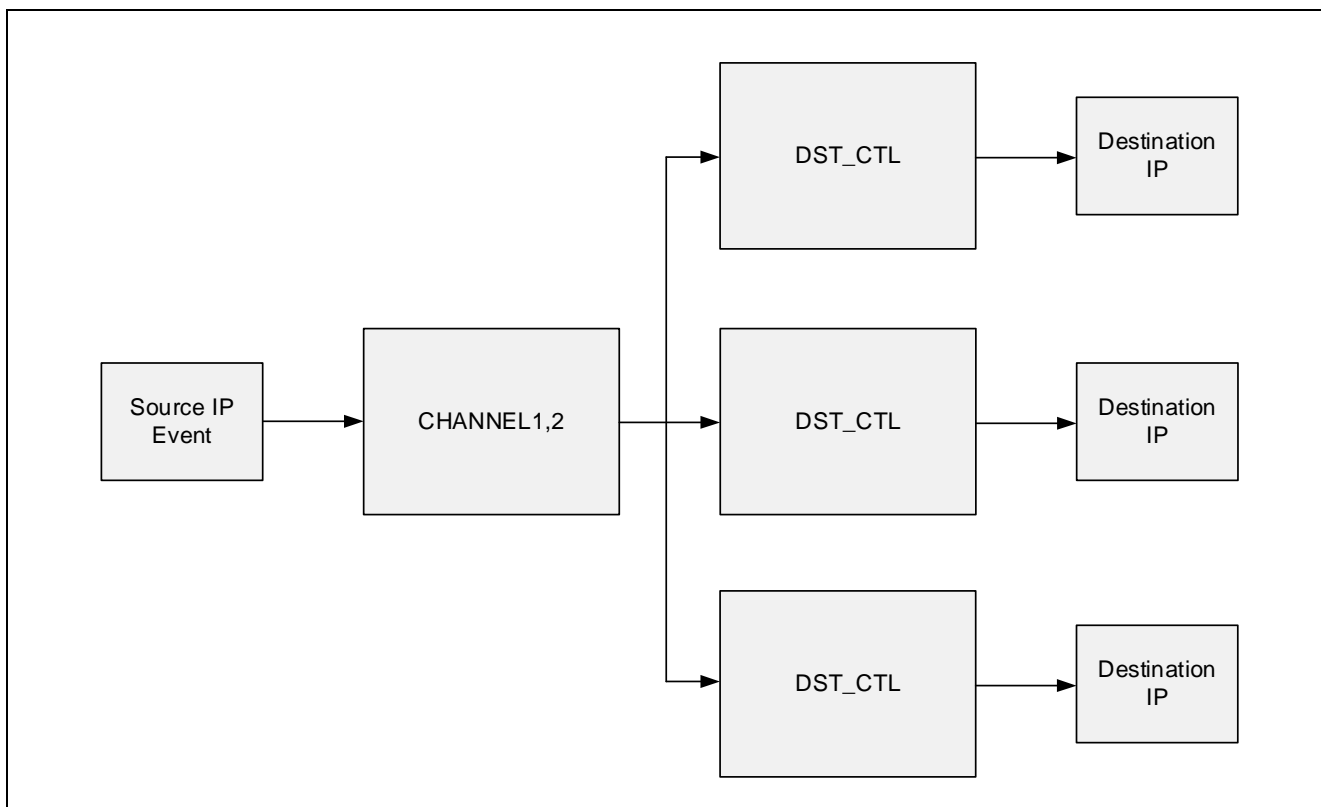 DST_CTL
Destination
IP
Source IP
Event
CHANNEL1,2
DST_CTL
Destination
IP
DST_CTL
Destination
IP